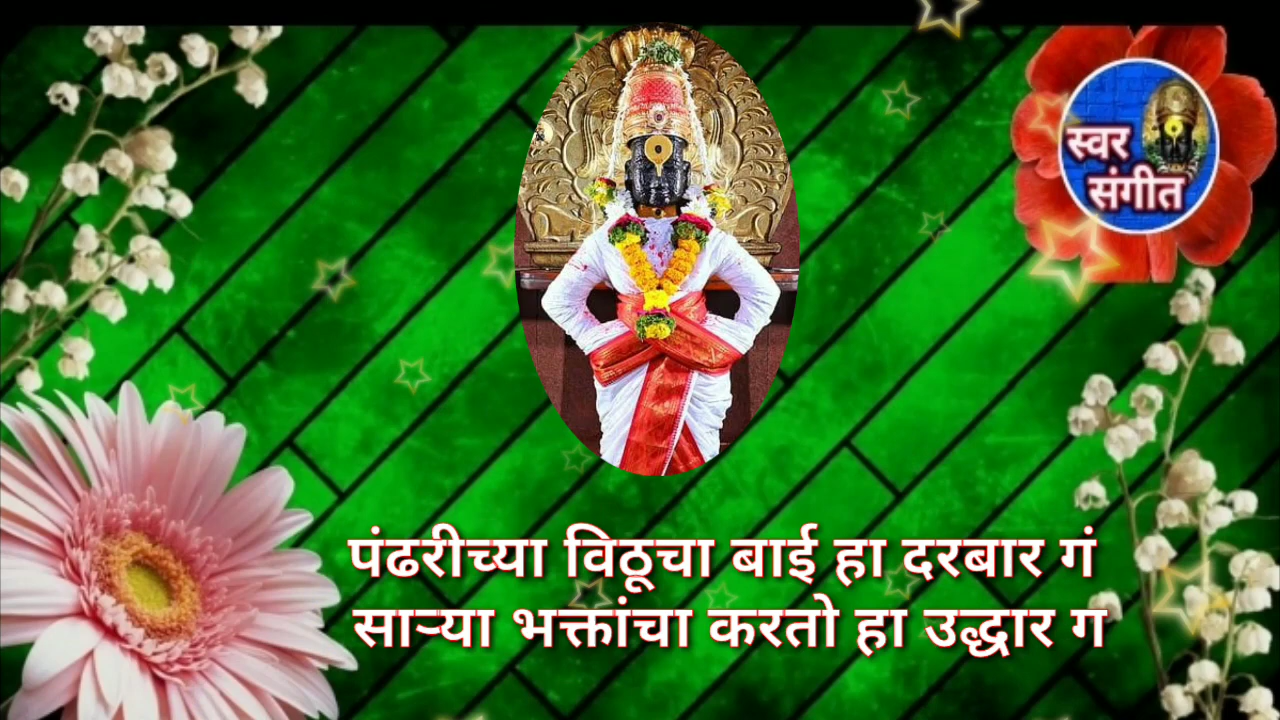 स्वर
संगीत
पंढरीच्या विठूचा बाई हा दरबार गं
साऱ्या भक्तांचा करतो हा उद्धार ग